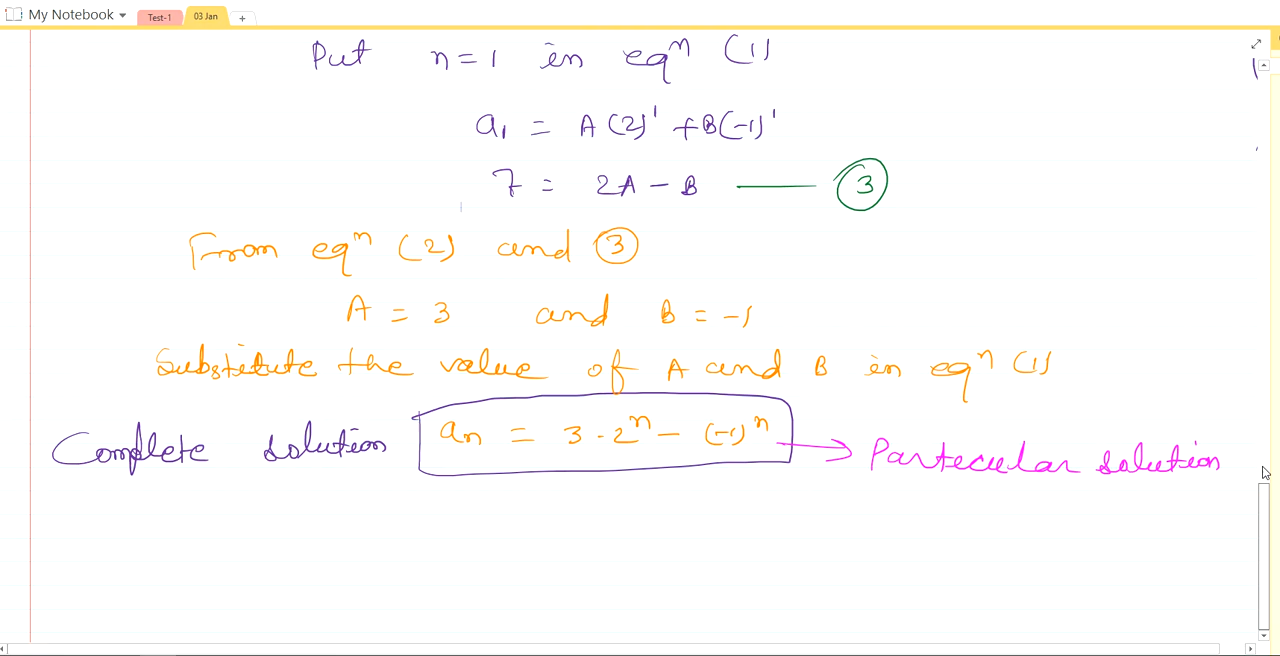 My Notebook Test-1 03 Jan +
Put n = 1 in eqⁿ (1)
a₁ = A(2)¹ + B(-1)¹
7 = 2A - B —— ③
From eqⁿ (2) and ③
A = 3 and B = -1
Substitute the value of A and B in eqⁿ (1)
Complete solution aₙ = 3 · 2ⁿ - (-1)ⁿ → Particular solution